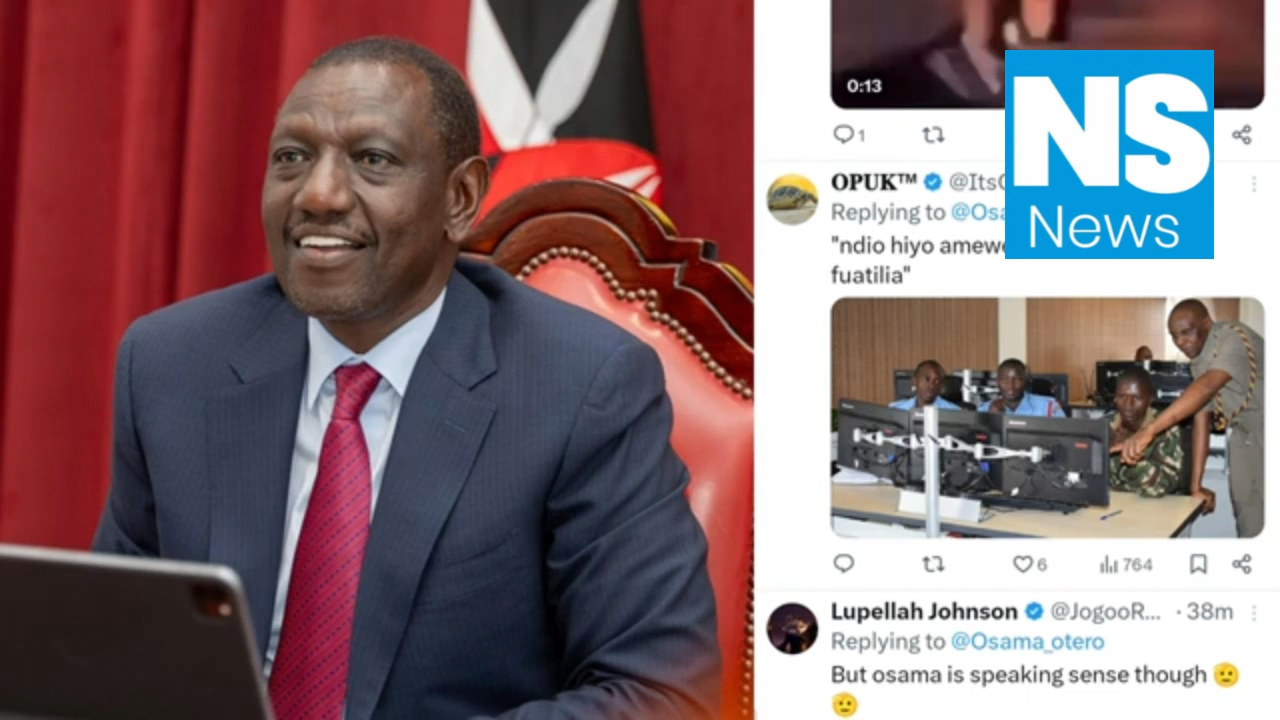 0:13
1
NS
News
OPUK™ @ItsO
Replying to @Osa
"ndio hiyo amewe
fuatilia"
6
764
Lupellah Johnson @JogooR... · 38m
Replying to @Osama_otero
But osama is speaking sense though 🫡
🫡